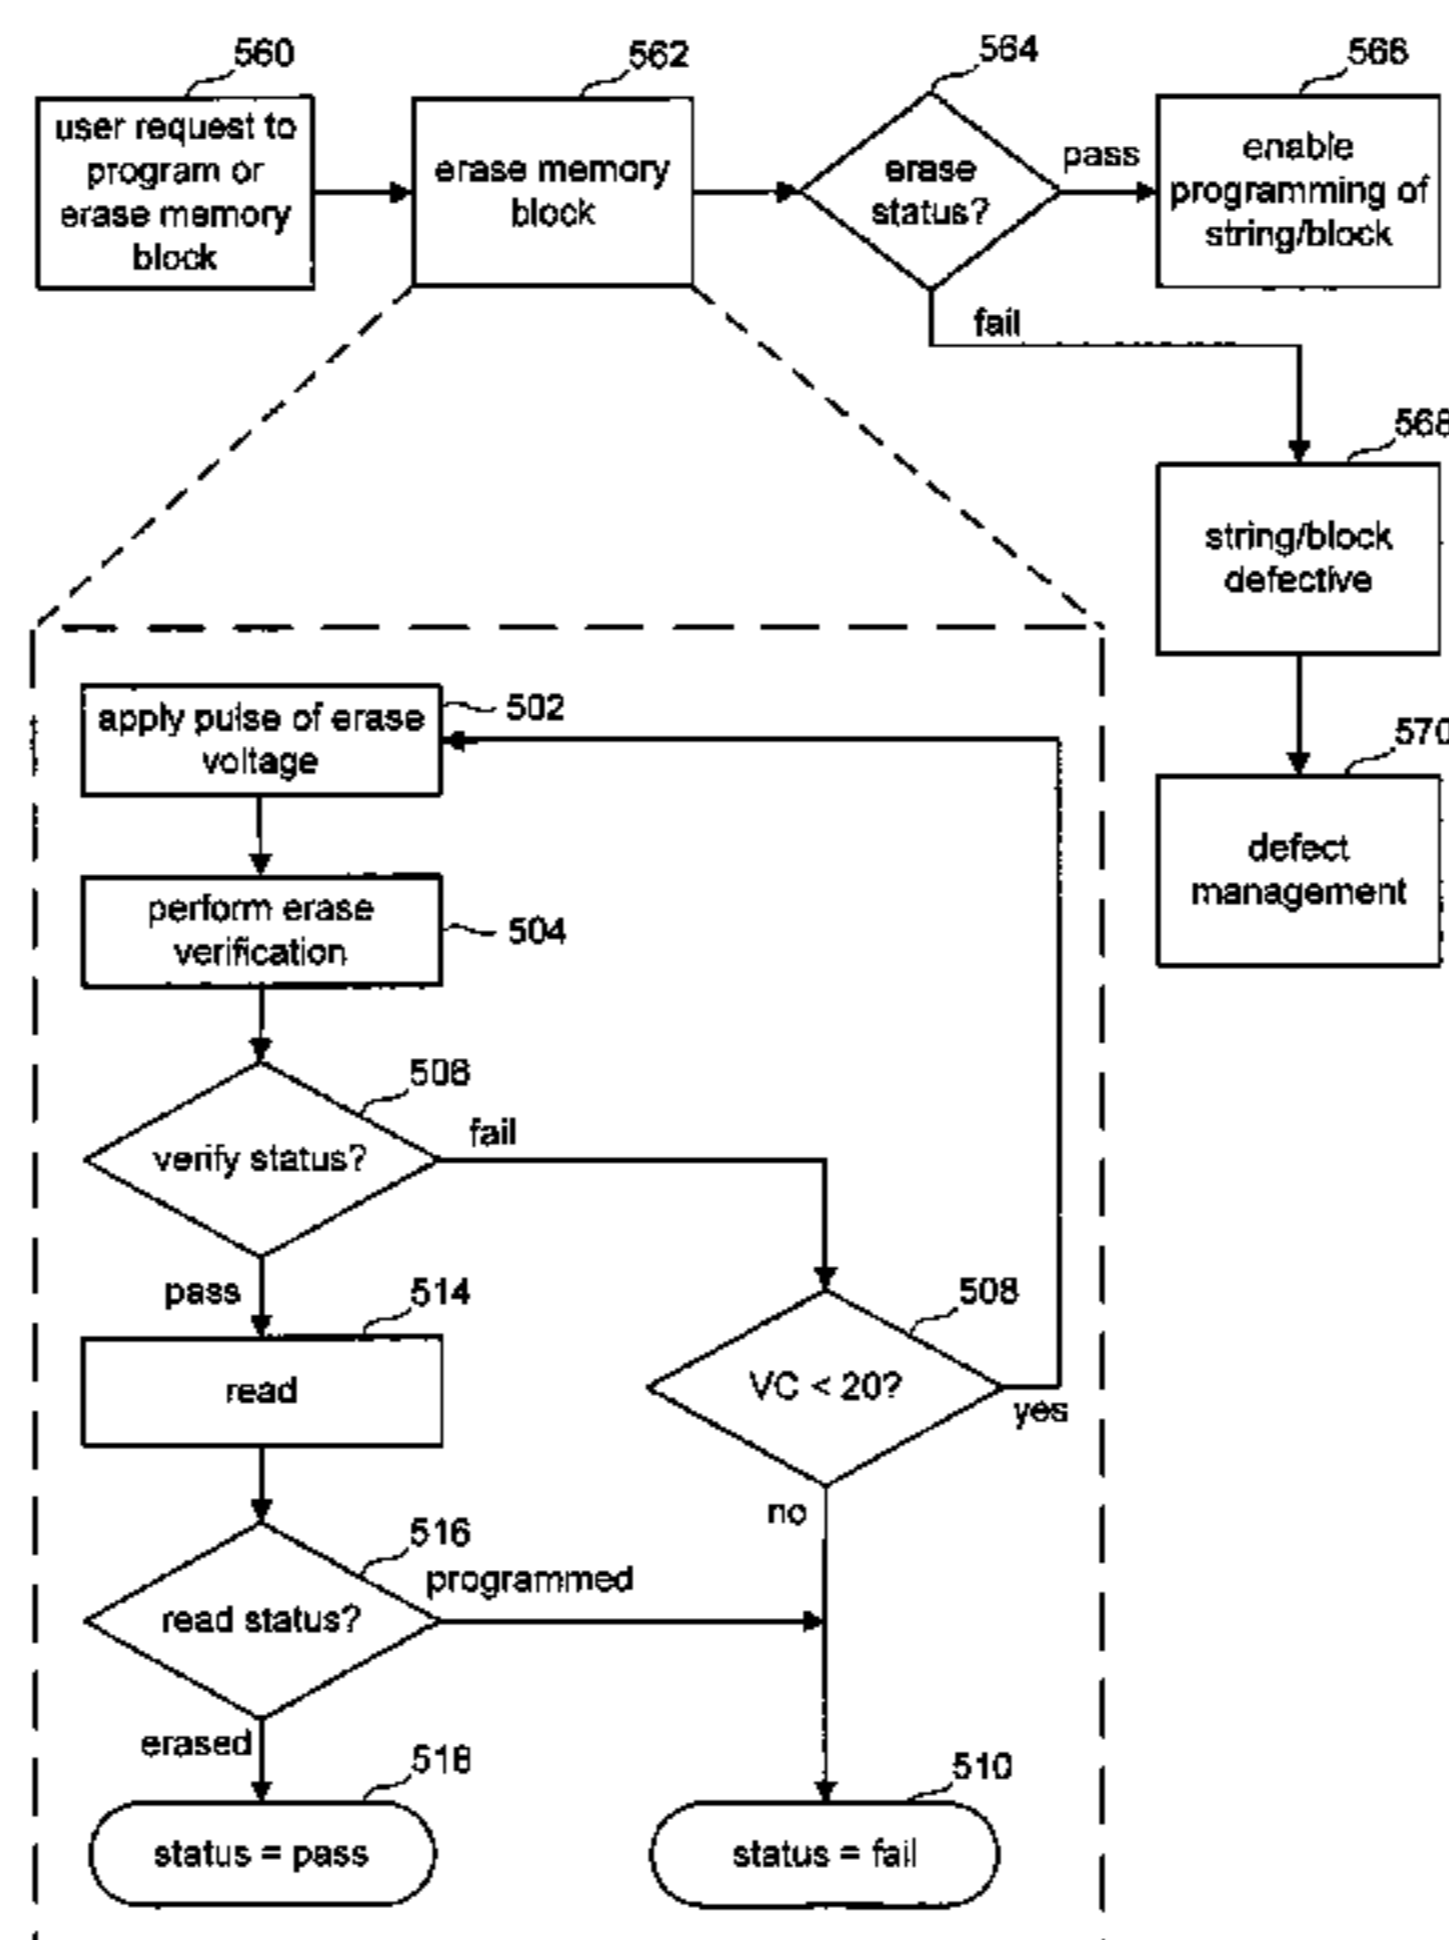 560
562
564
566
user request to
program or
erase memory
block
erase memory
block
erase
status?
pass
enable
programming of
string/block
fail
568
string/block
defective
570
defect
management
apply pulse of erase
voltage
502
perform erase
verification
504
506
verify status?
fail
pass
514
read
508
VC < 20?
yes
no
516
read status?
programmed
erased
518
status = pass
510
status = fail